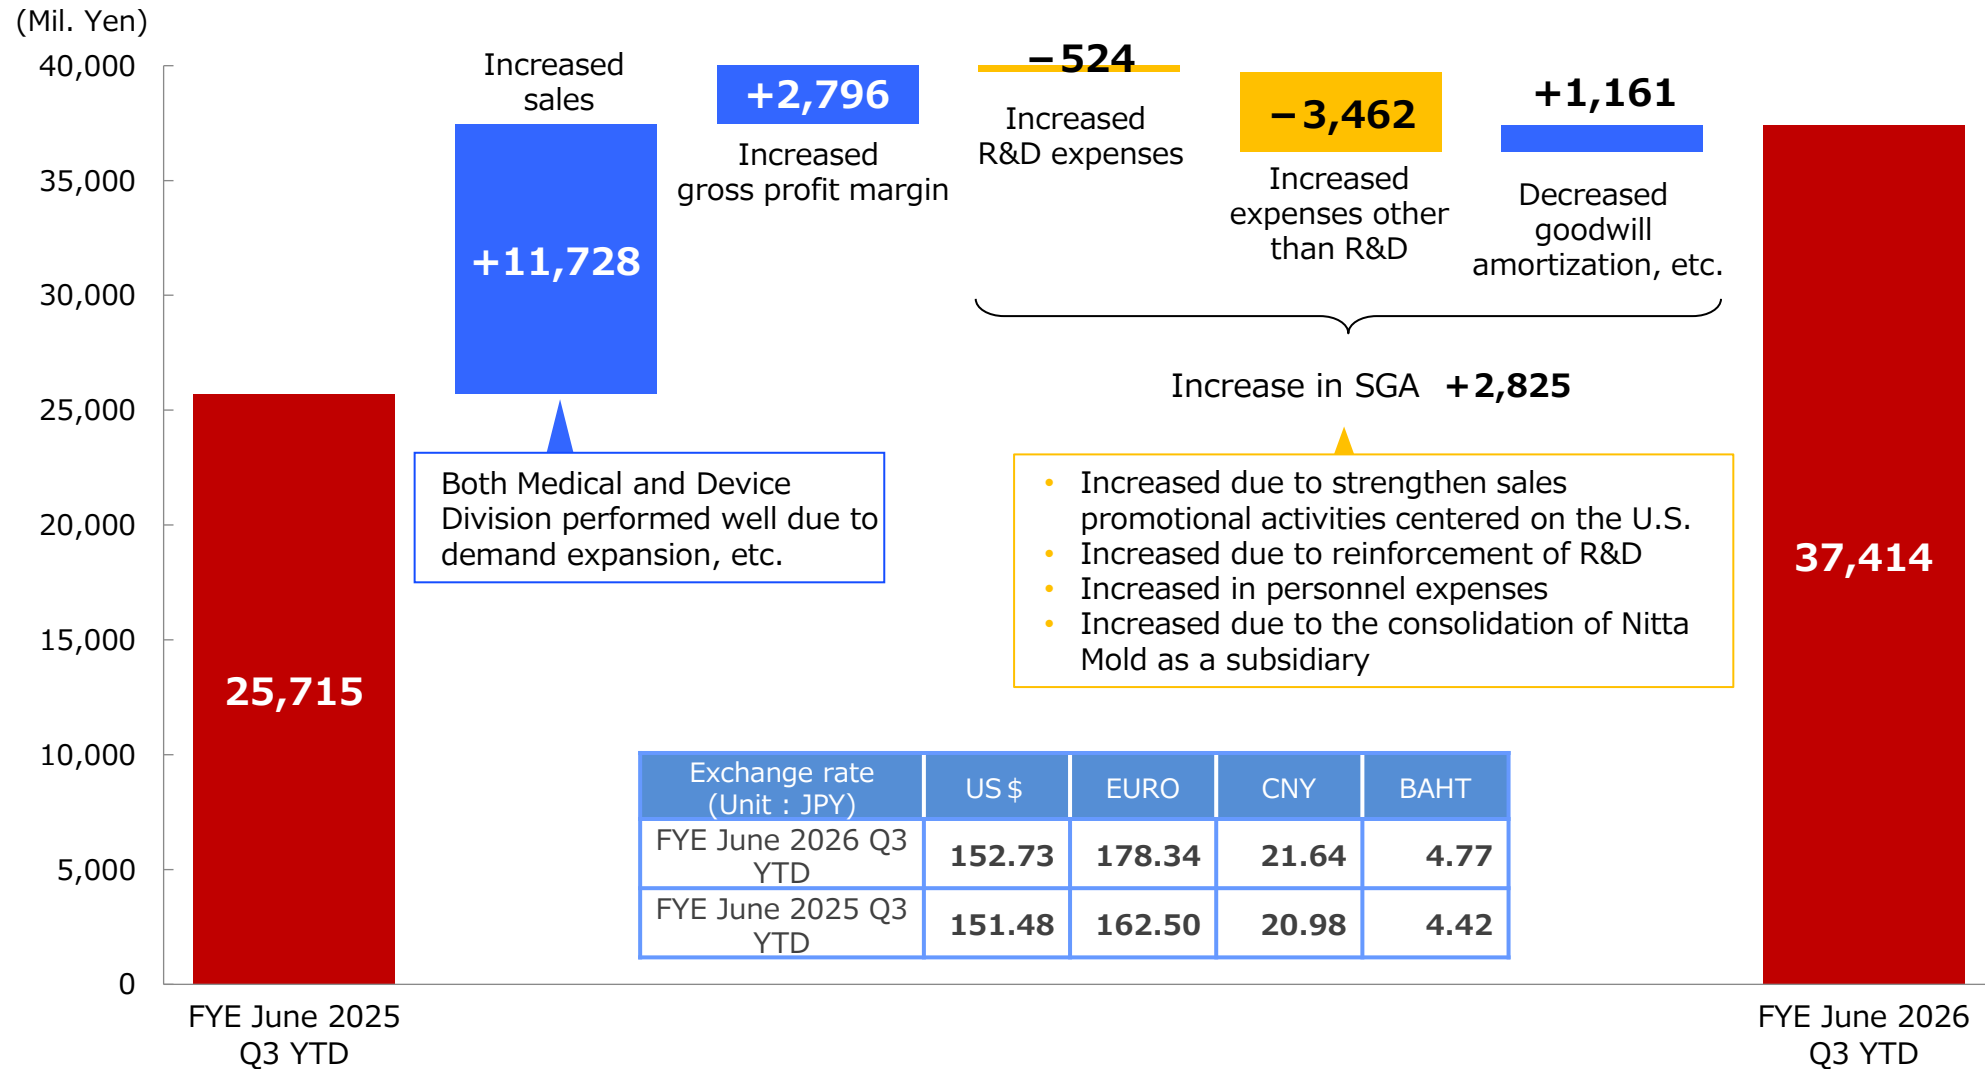 (Mil. Yen)
40,000
35,000
30,000
25,000
20,000
15,000
10,000
5,000
0
25,715
FYE June 2025
Q3 YTD
Increased
sales
+11,728
Both Medical and Device
Division performed well due to
demand expansion, etc.
+2,796
Increased
gross profit margin
−524
Increased
R&D expenses
−3,462
Increased
expenses other
than R&D
+1,161
Decreased
goodwill
amortization, etc.
Increase in SGA +2,825
• Increased due to strengthen sales
promotional activities centered on the U.S.
• Increased due to reinforcement of R&D
• Increased in personnel expenses
• Increased due to the consolidation of Nitta
Mold as a subsidiary
37,414
FYE June 2026
Q3 YTD
Exchange rate
(Unit : JPY)
US $ EURO CNY BAHT
FYE June 2026 Q3
YTD
152.73 178.34 21.64 4.77
FYE June 2025 Q3
YTD
151.48 162.50 20.98 4.42